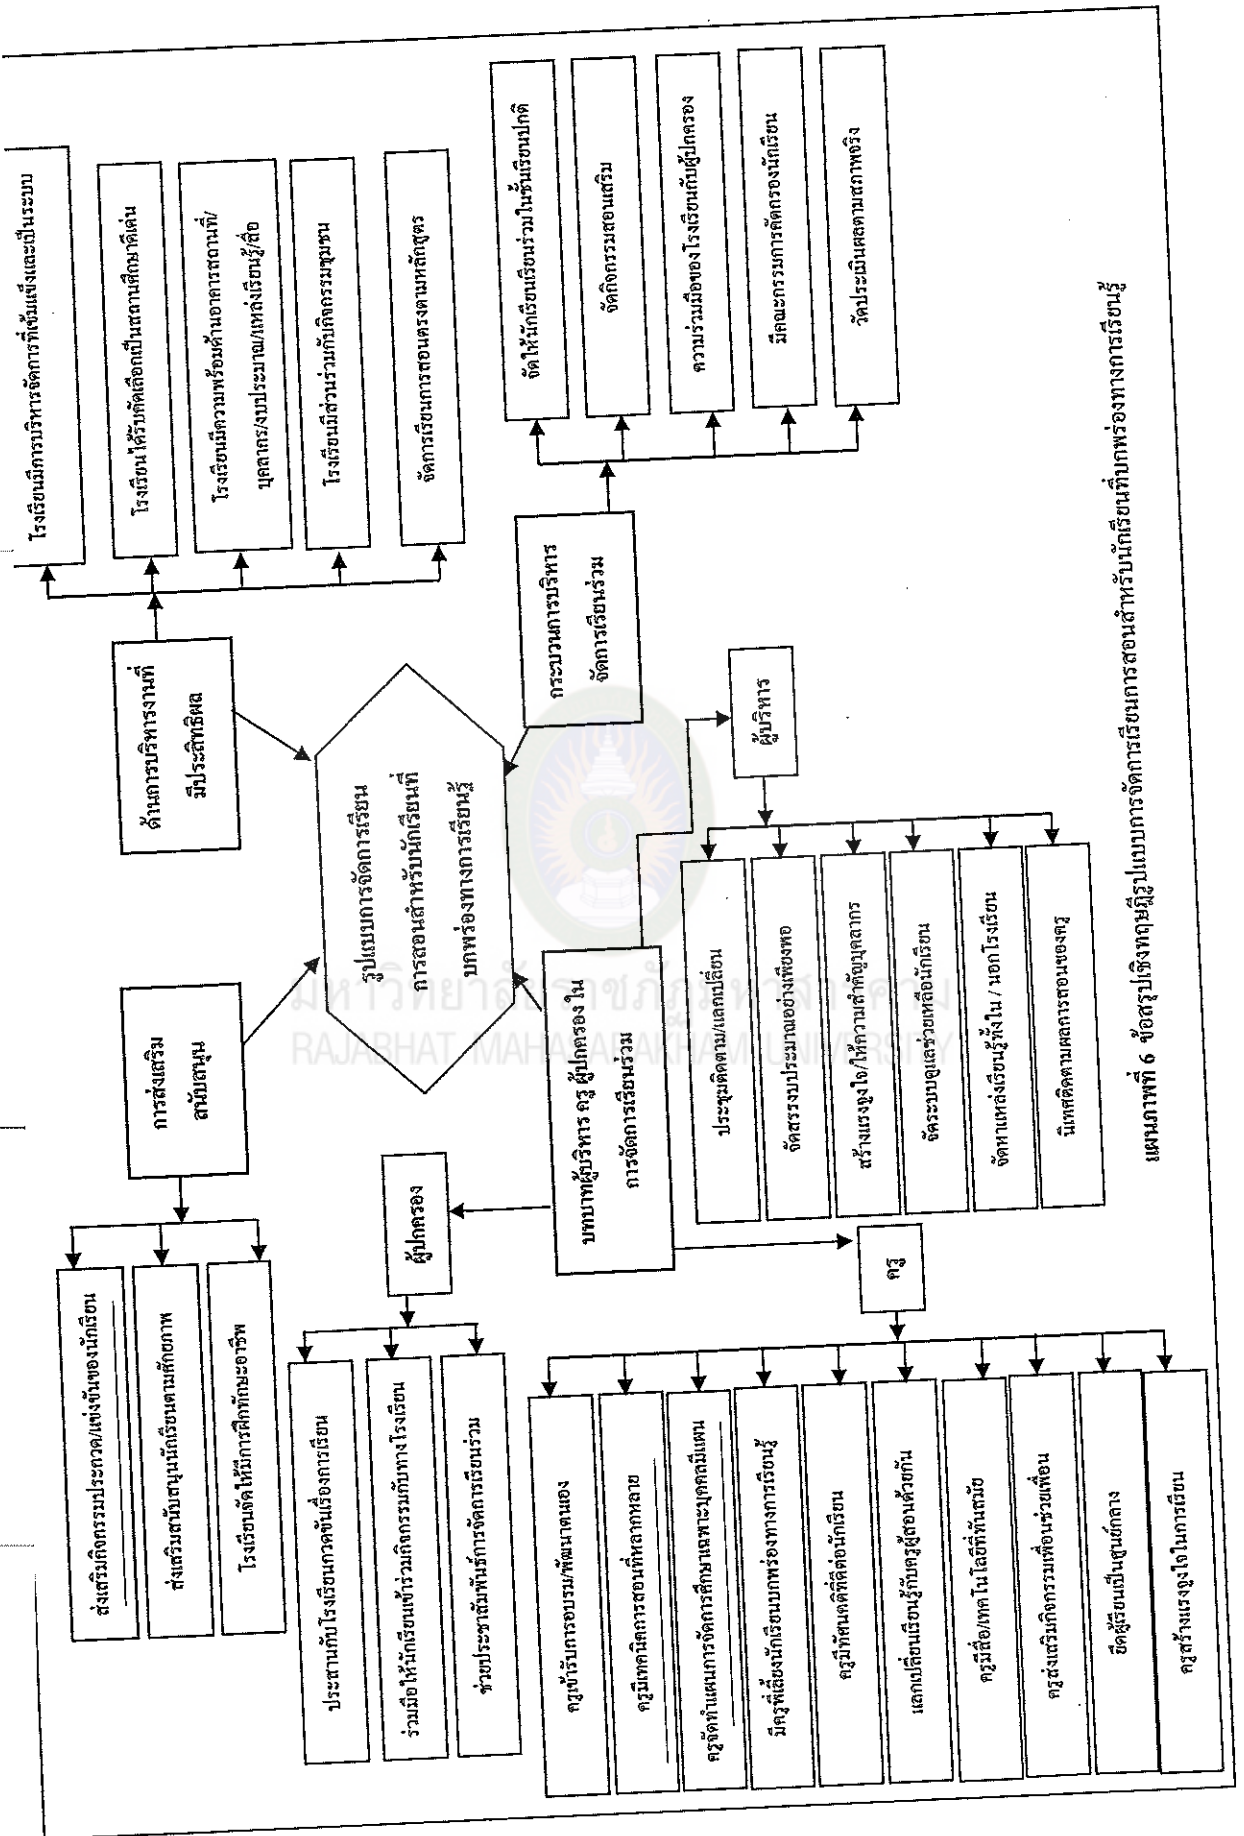 ส่งเสริมกิจกรรมประกวด/แข่งขันของนักเรียน
ส่งเสริมสนับสนุนนักเรียนตามศักยภาพ
โรงเรียนจัดให้มีการฝึกทักษะอาชีพ
การส่งเสริม
สนับสนุน
ด้านการบริหารงานที่
มีประสิทธิผล
โรงเรียนมีการบริหารจัดการที่เข้มแข็งและเป็นระบบ
โรงเรียนได้รับคัดเลือกเป็นสถานศึกษาดีเด่น
โรงเรียนมีความพร้อมด้านอาคารสถานที่/
บุคลากร/งบประมาณ/แหล่งเรียนรู้/สื่อ
โรงเรียนมีส่วนร่วมกับกิจกรรมชุมชน
จัดการเรียนการสอนตรงตามหลักสูตร
รูปแบบการจัดการเรียน
การสอนสำหรับนักเรียนที่
บกพร่องทางการเรียนรู้
ผู้ปกครอง
ประสานกับโรงเรียนกวดขันเรื่องการเรียน
ร่วมมือให้นักเรียนเข้าร่วมกิจกรรมกับทางโรงเรียน
ช่วยประชาสัมพันธ์การจัดการเรียนร่วม
บทบาทผู้บริหาร ครู ผู้ปกครอง ใน
การจัดการเรียนร่วม
กระบวนการบริหาร
จัดการเรียนร่วม
จัดให้นักเรียนเรียนร่วมในชั้นเรียนปกติ
จัดกิจกรรมสอนเสริม
ความร่วมมือของโรงเรียนกับผู้ปกครอง
มีคณะกรรมการคัดกรองนักเรียน
วัดประเมินผลตามสภาพจริง
มหาวิทยาลัยราชภัฏมหาสารคาม
RAJABHAT MAHASARAKHAM UNIVERSITY
ครู
ครูเข้ารับการอบรม/พัฒนาตนเอง
ครูมีเทคนิคการสอนที่หลากหลาย
ครูจัดทำแผนการจัดการศึกษาเฉพาะบุคคลมีแผน
มีครูพี่เลี้ยงนักเรียนบกพร่องทางการเรียนรู้
ครูมีทัศนคติที่ดีต่อนักเรียน
แลกเปลี่ยนเรียนรู้กับครูผู้สอนด้วยกัน
ครูมีสื่อ/เทคโนโลยีที่ทันสมัย
ครูส่งเสริมกิจกรรมเพื่อนช่วยเพื่อน
ยึดผู้เรียนเป็นศูนย์กลาง
ครูสร้างแรงจูงใจในการเรียน
ผู้บริหาร
ประชุมติดตาม/แลกเปลี่ยน
จัดสรรงบประมาณอย่างเพียงพอ
สร้างแรงจูงใจ/ให้ความสำคัญบุคลากร
จัดระบบดูแลช่วยเหลือนักเรียน
จัดหาแหล่งเรียนรู้ทั้งใน / นอกโรงเรียน
นิเทศติดตามผลการสอนของครู
แผนภาพที่ 6 ข้อสรุปเชิงทฤษฎีรูปแบบการจัดการเรียนการสอนสำหรับนักเรียนที่บกพร่องทางการเรียนรู้